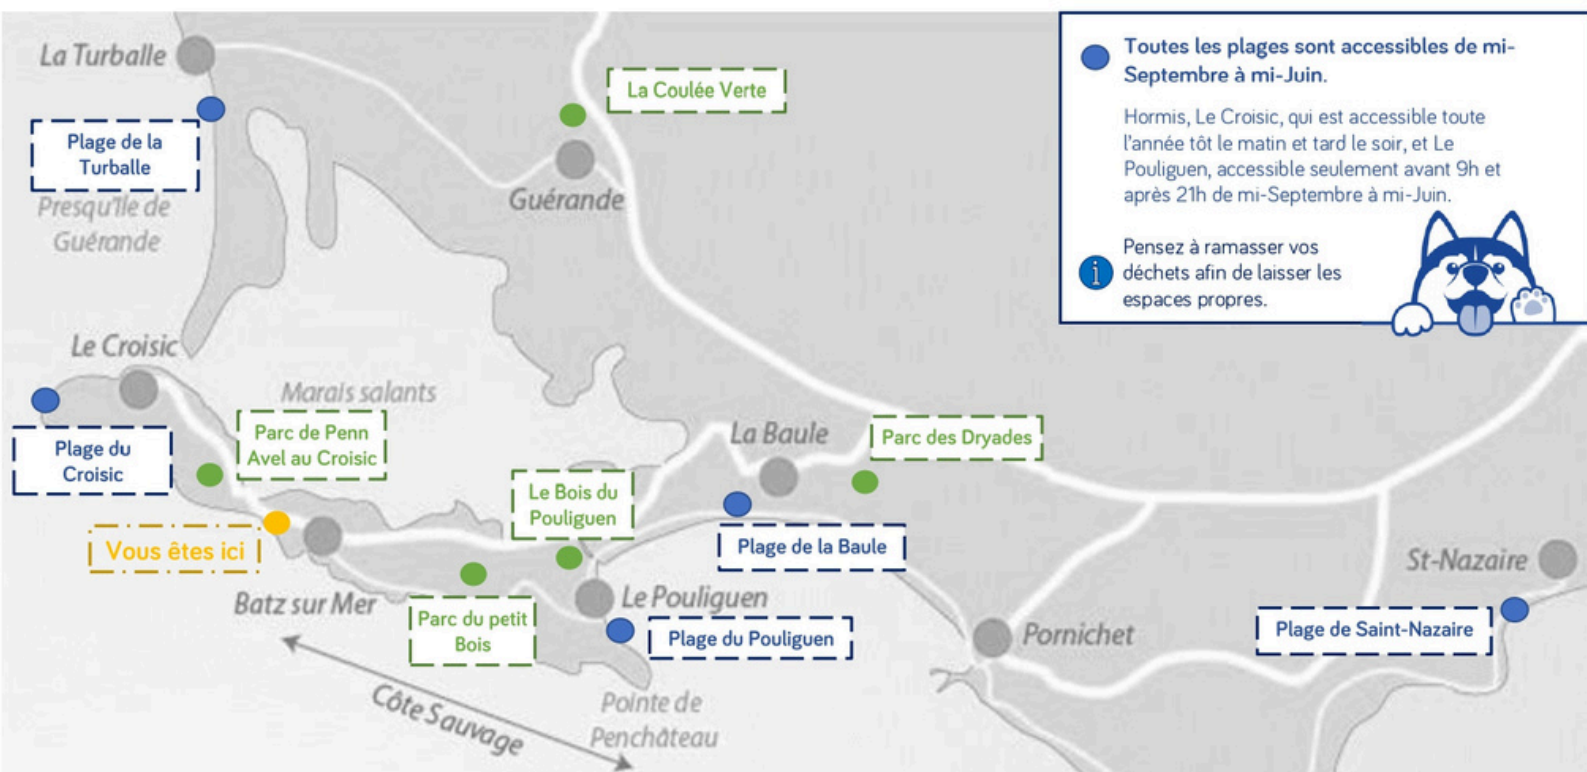 La Turballe
Plage de la
Turballe
Presqu'île de
Guérande
La Coulée Verte
Guérande
Toutes les plages sont accessibles de mi-
Septembre à mi-Juin.
Hormis, Le Croisic, qui est accessible toute
l'année tôt le matin et tard le soir, et Le
Pouliguen, accessible seulement avant 9h et
après 21h de mi-Septembre à mi-Juin.
i
Pensez à ramasser vos
déchets afin de laisser les
espaces propres.
Le Croisic
Marais salants
Plage du
Croisic
Parc de Penn
Avel au Croisic
Vous êtes ici
Batz sur Mer
Le Bois du
Pouliguen
Parc du petit
Bois
Le Pouliguen
Plage du Pouliguen
La Baule
Parc des Dryades
Plage de la Baule
Pornichet
St-Nazaire
Plage de Saint-Nazaire
Côte Sauvage
Pointe de
Penchâteau